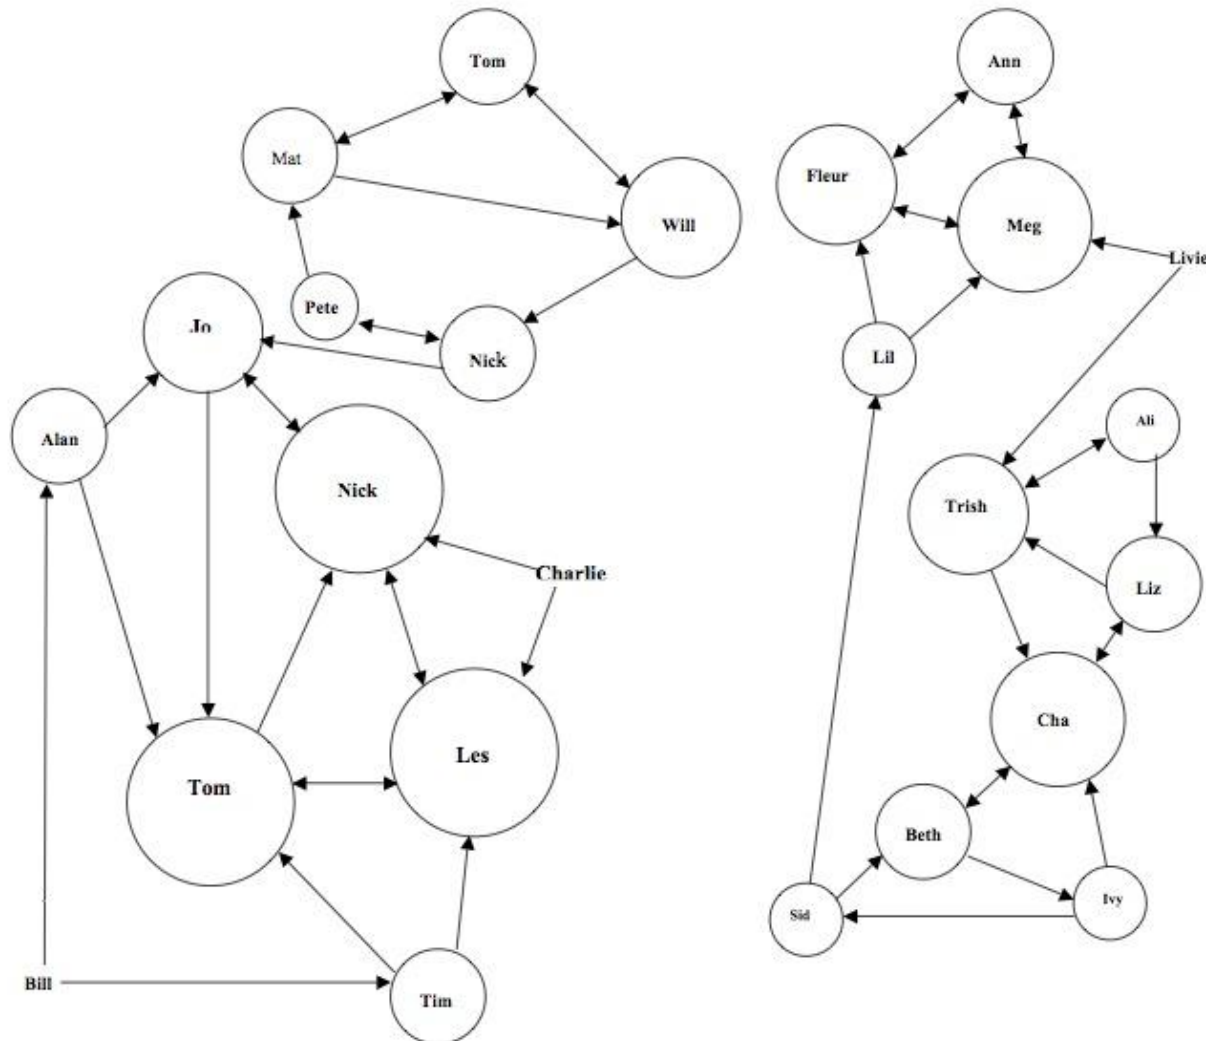 Tom
Ann
Mat
Fleur
Will
Meg
Livie
Pete
Jo
Nick
Lil
Alan
Ali
Nick
Trish
Charlie
Liz
Cha
Les
Tom
Beth
Ivy
Sid
Bill
Tim